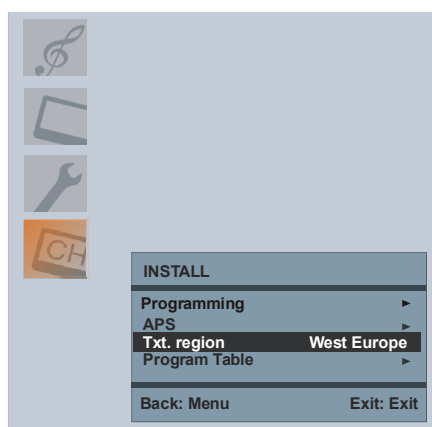 CH
INSTALL
Programming ►
APS ►
Txt. region West Europe
Program Table ►
Back: Menu Exit: Exit